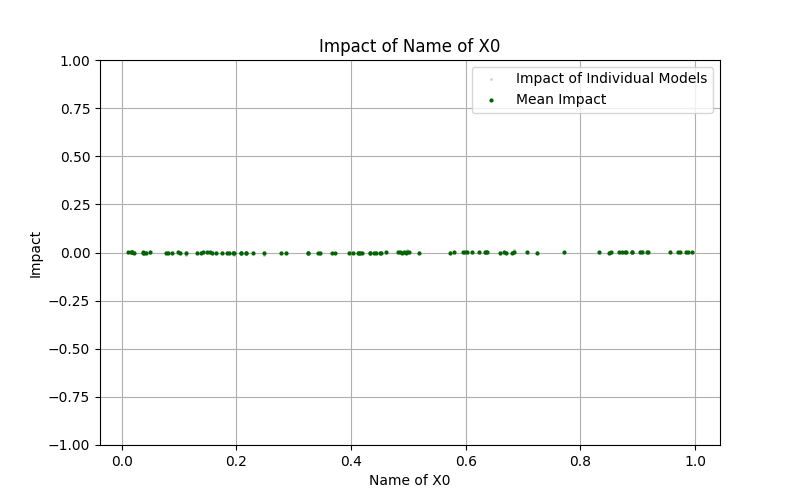 Impact of Name of X0
Impact of Individual Models
Mean Impact
1.00
0.75
0.50
0.25
0.00
−0.25
−0.50
−0.75
−1.00
Impact
0.0 0.2 0.4 0.6 0.8 1.0
Name of X0